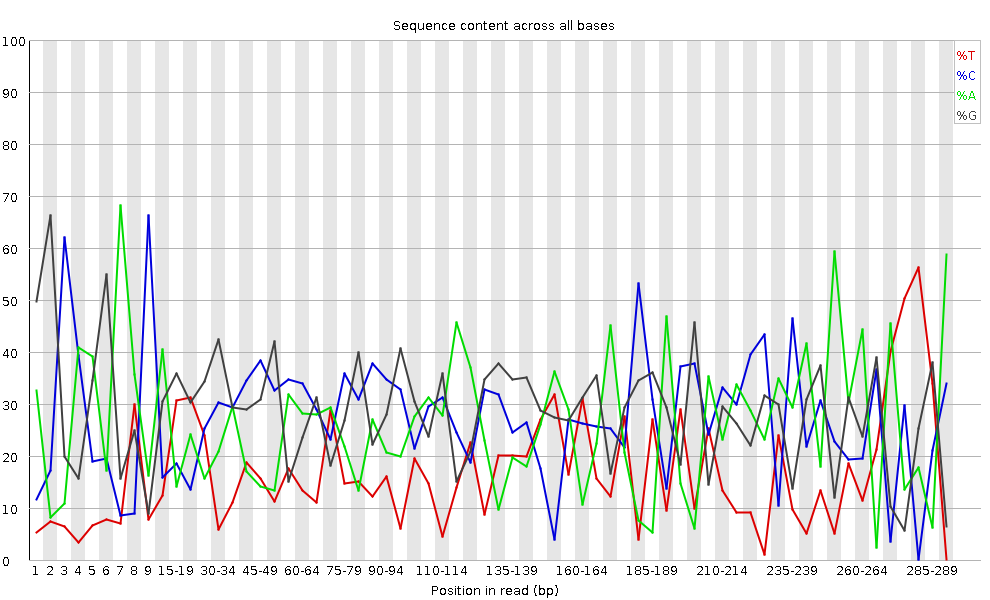 Sequence content across all bases
100
90
80
70
60
50
40
30
20
10
0
%T
%C
%A
%G
1 2 3 4 5 6 7 8 9 15-19 30-34 45-49 60-64 75-79 90-94 110-114 135-139 160-164 185-189 210-214 235-239 260-264 285-289
Position in read (bp)